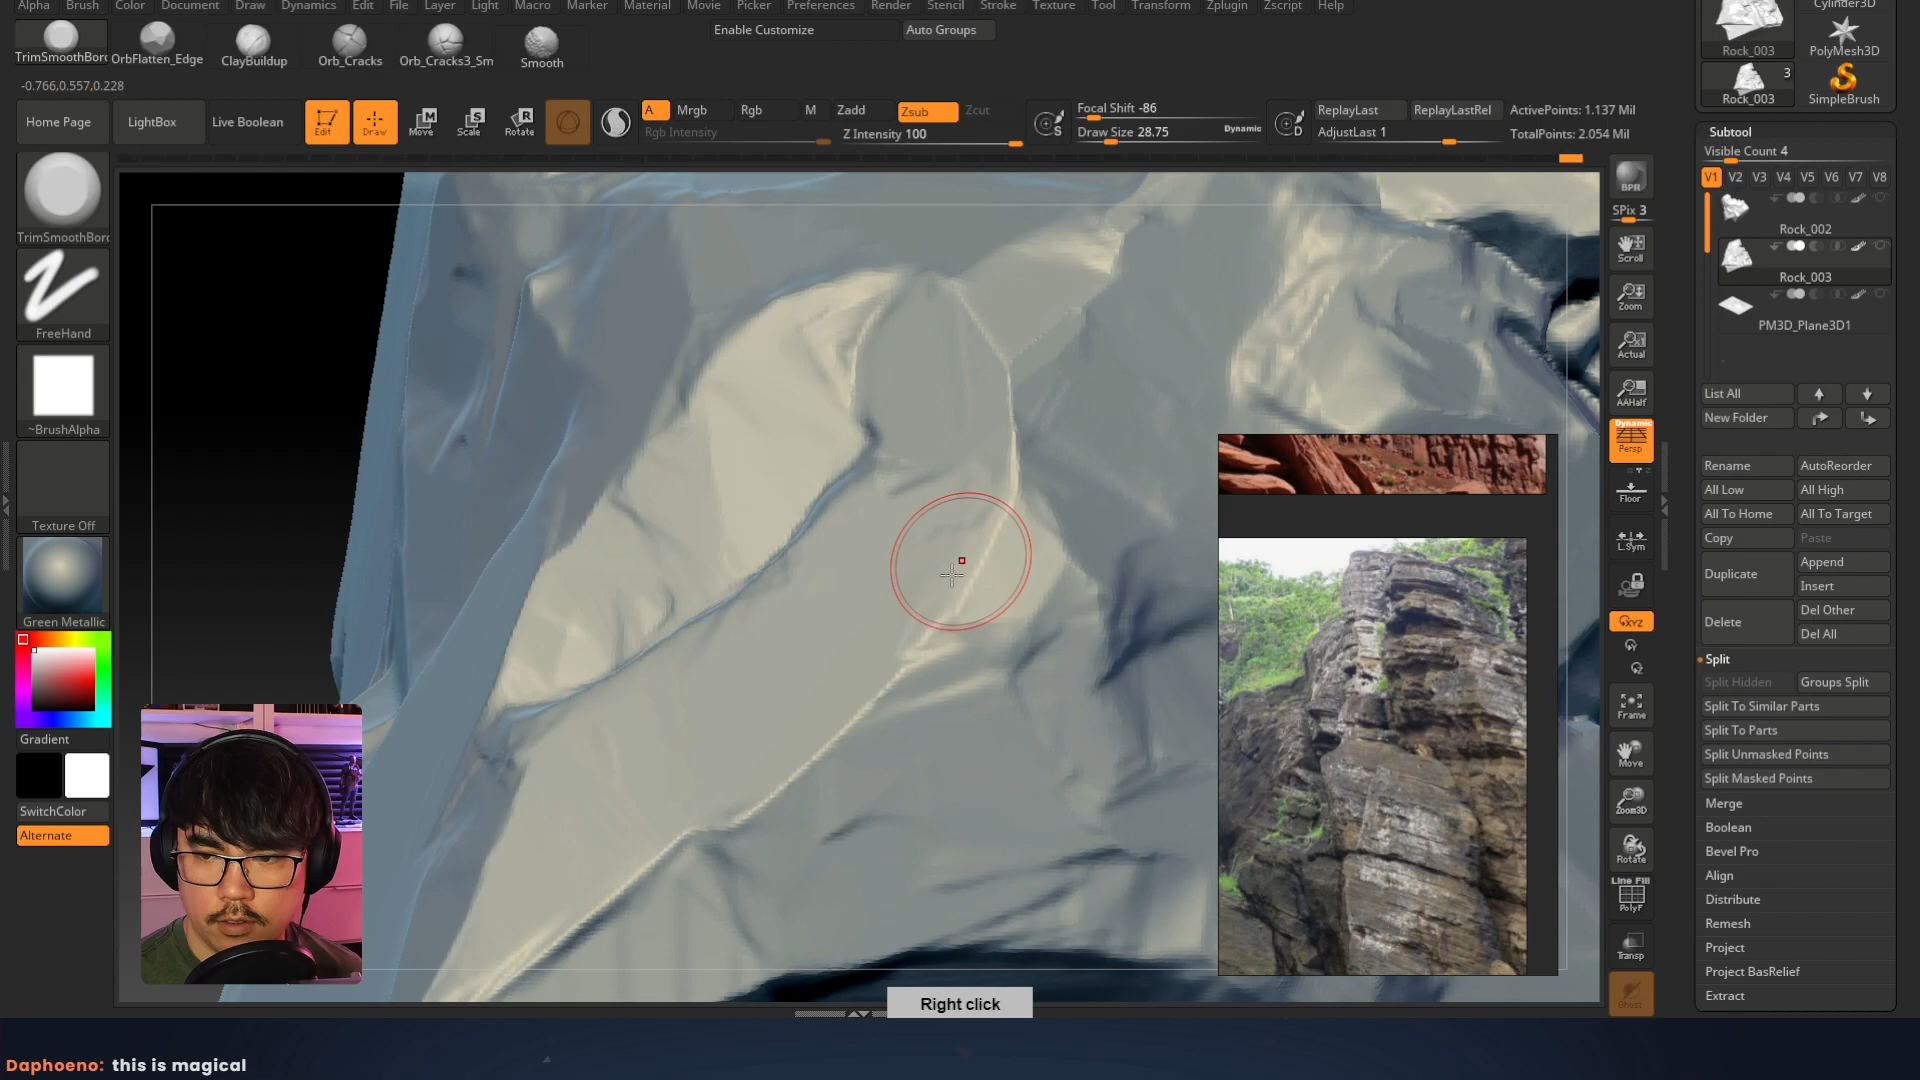 Alpha Brush Color Document Draw Dynamics Edit File Layer Light Macro Marker Material Movie Picker Preferences Render Stencil Stroke Texture Tool Transform Zplugin Zscript Help
Enable Customize Auto Groups
TrimSmoothBord OrbFlatten_Edge ClayBuildup Orb_Cracks Orb_Cracks3_Sm Smooth
-0.766,0.557,0.228
Home Page LightBox Live Boolean Edit Draw Move Scale Rotate
A Mrgb Rgb M Zadd Zsub Zcut
Rgb Intensity Z Intensity 100
S Focal Shift -86
Draw Size 28.75 Dynamic
D ReplayLast ReplayLastRel
AdjustLast 1
ActivePoints: 1.137 Mil
TotalPoints: 2.054 Mil
TrimSmoothBord
FreeHand
~BrushAlpha
Texture Off
Green Metallic
Gradient
SwitchColor
Alternate
BPR
SPix 3
Scroll
Zoom
Actual
AAHalf
Dynamic
Persp
Floor
L.Sym
XYZ
Frame
Move
Zoom3D
Rotate
Line Fill
PolyF
Transp
Ghost
Cylinder3D
Rock_003 PolyMesh3D
3
Rock_003 SimpleBrush
Subtool
Visible Count 4
V1 V2 V3 V4 V5 V6 V7 V8
Rock_002
Rock_003
PM3D_Plane3D1
List All
New Folder
Rename AutoReorder
All Low All High
All To Home All To Target
Copy Paste
Duplicate Append
Insert
Delete Del Other
Del All
Split
Split Hidden Groups Split
Split To Similar Parts
Split To Parts
Split Unmasked Points
Split Masked Points
Merge
Boolean
Bevel Pro
Align
Distribute
Remesh
Project
Project BasRelief
Extract
Right click
Daphoeno: this is magical